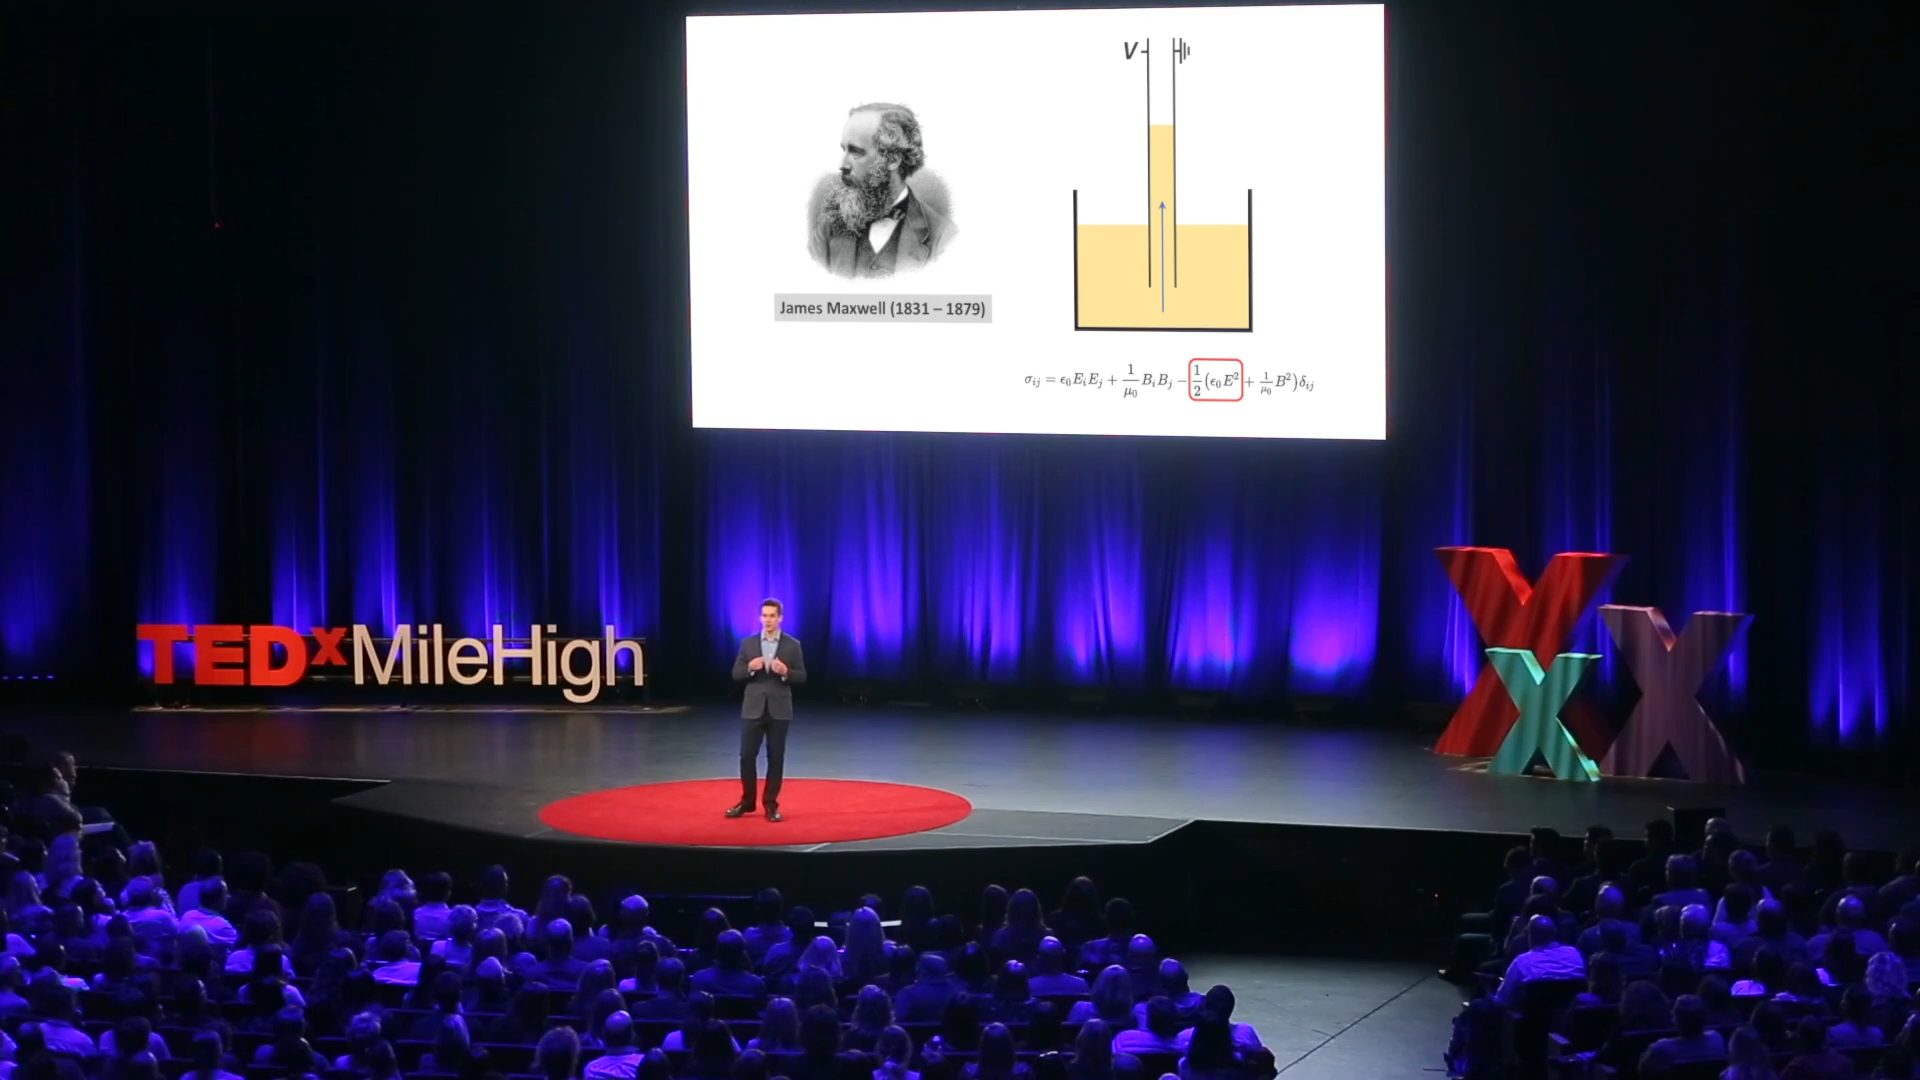 V
James Maxwell (1831 – 1879)
σᵢⱼ = ϵ₀EᵢEⱼ + 1/μ₀ BᵢBⱼ − 1/2 (ϵ₀E² + 1/μ₀ B²)δᵢⱼ
TEDxMileHigh
X
X
X